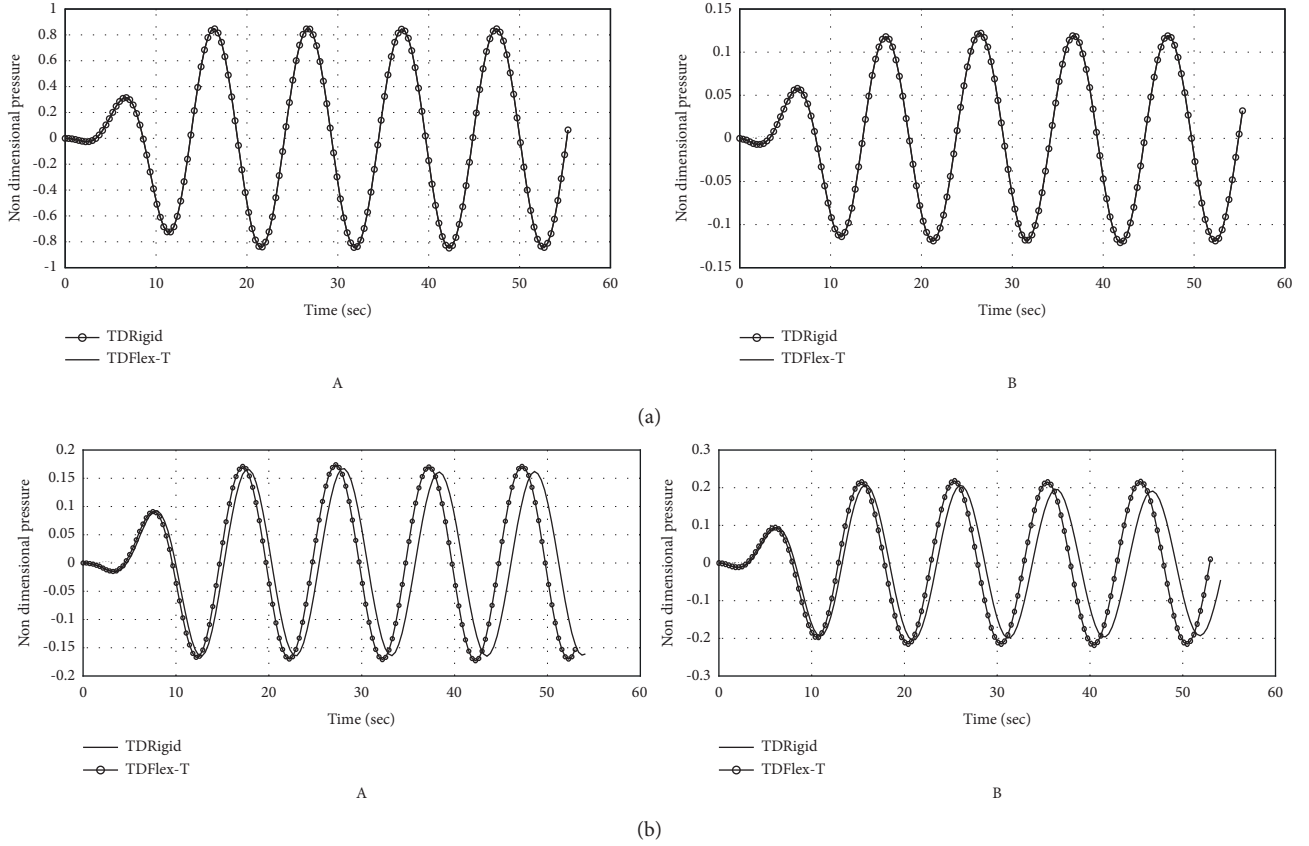 Non dimensional pressure
1
0.8
0.6
0.4
0.2
0
-0.2
-0.4
-0.6
-0.8
-1
0 10 20 30 40 50 60
Time (sec)
TDRigid
TDFlex-T
A
Non dimensional pressure
0.15
0.1
0.05
0
-0.05
-0.1
-0.15
0 10 20 30 40 50 60
Time (sec)
TDRigid
TDFlex-T
B
(a)
Non dimensional pressure
0.2
0.15
0.1
0.05
0
-0.05
-0.1
-0.15
-0.2
0 10 20 30 40 50 60
Time (sec)
TDRigid
TDFlex-T
A
Non dimensional pressure
0.3
0.2
0.1
0
-0.1
-0.2
-0.3
0 10 20 30 40 50 60
Time (sec)
TDRigid
TDFlex-T
B
(b)